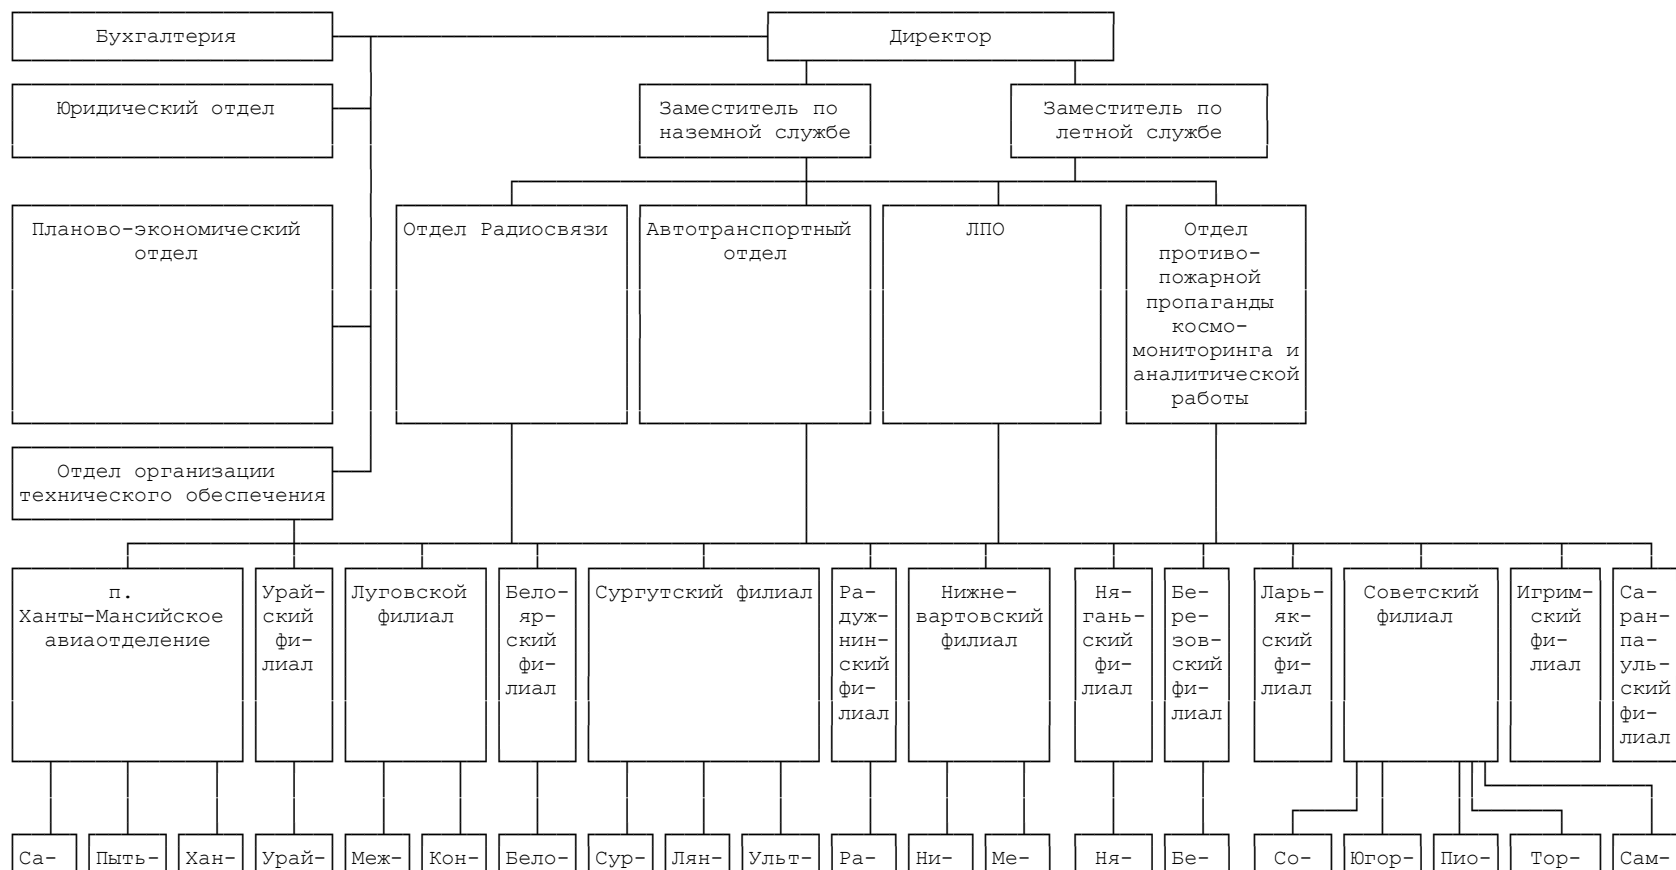 Бухгалтерия
Директор
Юридический отдел
Заместитель по
наземной службе
Заместитель по
летной службе
Планово-экономический
отдел
Отдел Радиосвязи
Автотранспортный
отдел
ЛПО
Отдел
противо-
пожарной
пропаганды
космо-
мониторинга и
аналитической
работы
Отдел организации
технического обеспечения
п.
Ханты-Мансийское
авиаотделение
Урай-
ский
фи-
лиал
Луговской
филиал
Бело-
яр-
ский
фи-
лиал
Сургутский филиал
Ра-
дуж-
нин-
ский
фи-
лиал
Нижне-
вартовский
филиал
Ня-
гань-
ский
фи-
лиал
Бе-
ре-
зов-
ский
фи-
лиал
Ларь-
як-
ский
фи-
лиал
Советский
филиал
Игрим-
ский
фи-
лиал
Са-
ран-
па-
уль-
ский
фи-
лиал
Са-
Пыть-
Хан-
Урай-
Меж-
Кон-
Бело-
Сур-
Лян-
Ульт-
Ра-
Ни-
Ме-
Ня-
Бе-
Со-
Югор-
Пио-
Тор-
Сам-